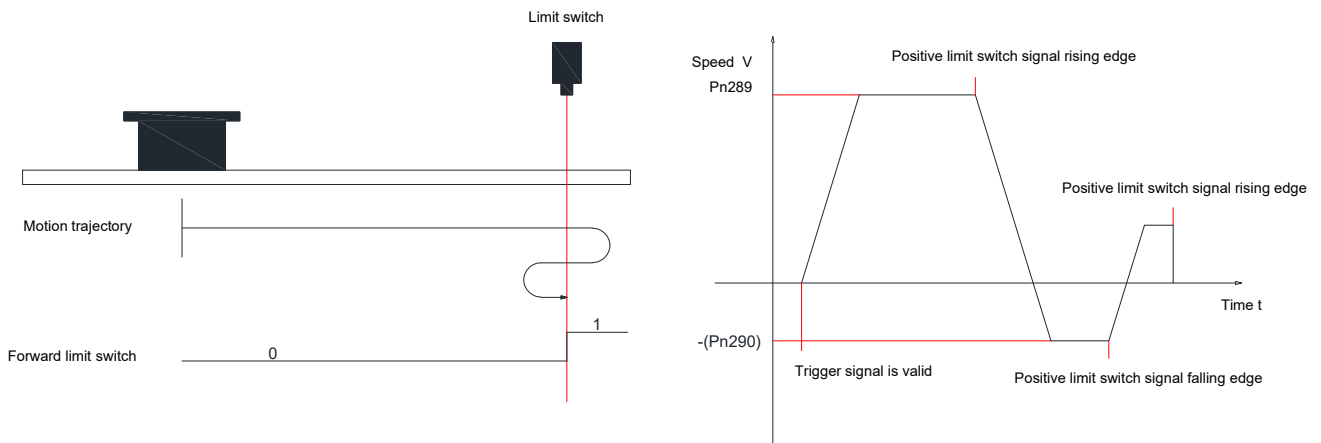 Limit switch
Motion trajectory
Forward limit switch
0
1
Speed V
Pn289
Positive limit switch signal rising edge
Positive limit switch signal rising edge
Time t
-(Pn290)
Trigger signal is valid
Positive limit switch signal falling edge